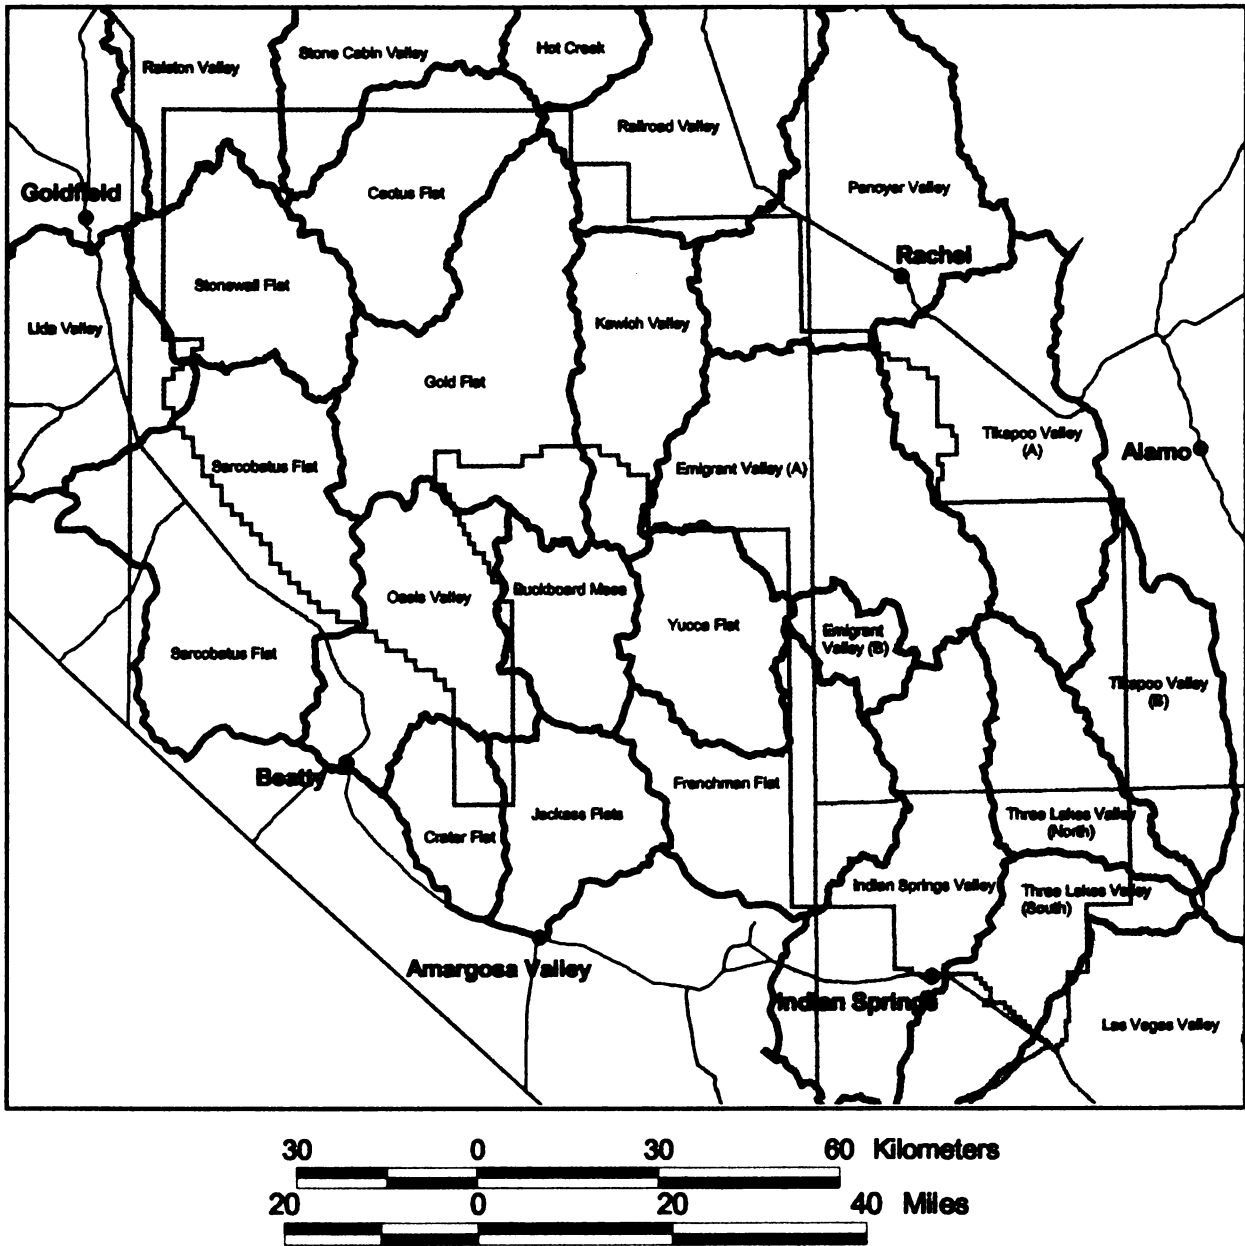 Hot Creek
Stone Cabin Valley
Ralston Valley
Railroad Valley
Goldfield
Cactus Flat
Penoyer Valley
Rachel
Stonewall Flat
Lida Valley
Kawich Valley
Gold Flat
Tikapoo Valley
(A)
Alamo
Sarcobatus Flat
Emigrant Valley (A)
Oasis Valley
Buckboard Mesa
Yucca Flat
Emigrant
Valley (B)
Sarcobatus Flat
Tikapoo Valley
(B)
Beatty
Frenchman Flat
Jackass Flats
Three Lakes Valley
(North)
Crater Flat
Indian Springs Valley
Three Lakes Valley
(South)
Amargosa Valley
Indian Springs
Las Vegas Valley
30 0 30 60 Kilometers
20 0 20 40 Miles